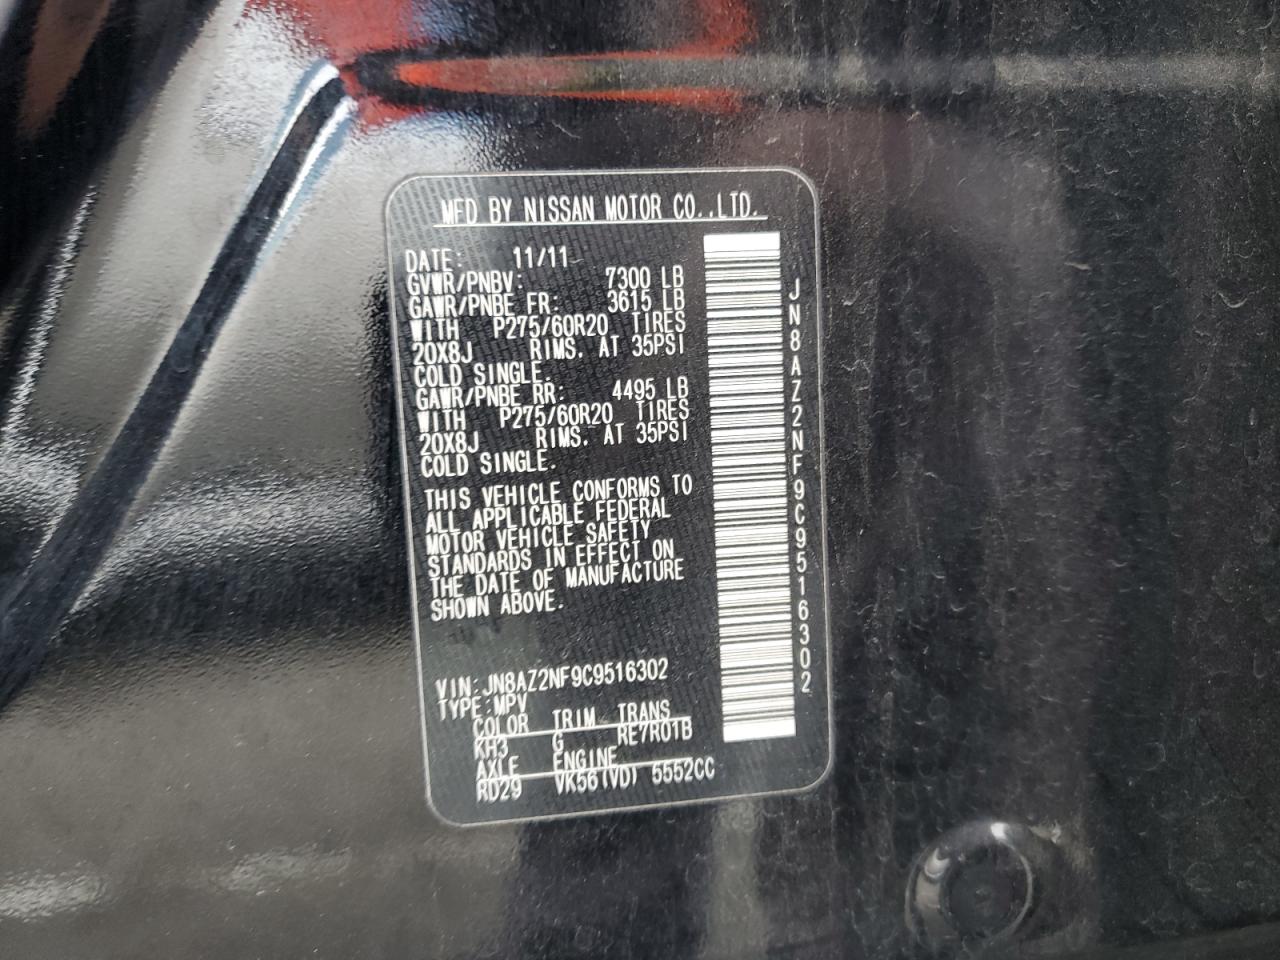 MFD BY NISSAN MOTOR CO.,LTD.
DATE: 11/11
GVWR/PNBV: 7300 LB
GAWR/PNBE FR: 3615 LB
WITH P275/60R20 TIRES
20X8J RIMS. AT 35PSI
COLD SINGLE.
GAWR/PNBE RR: 4495 LB
WITH P275/60R20 TIRES
20X8J RIMS. AT 35PSI
COLD SINGLE.
THIS VEHICLE CONFORMS TO
ALL APPLICABLE FEDERAL
MOTOR VEHICLE SAFETY
STANDARDS IN EFFECT ON
THE DATE OF MANUFACTURE
SHOWN ABOVE.
VIN:JN8AZ2NF9C9516302
TYPE:MPV
COLOR TRIM TRANS
KH3 G RE7R01B
AXLE ENGINE
RD29 VK56(VD) 5552CC
JN8AZ2NF9C9516302